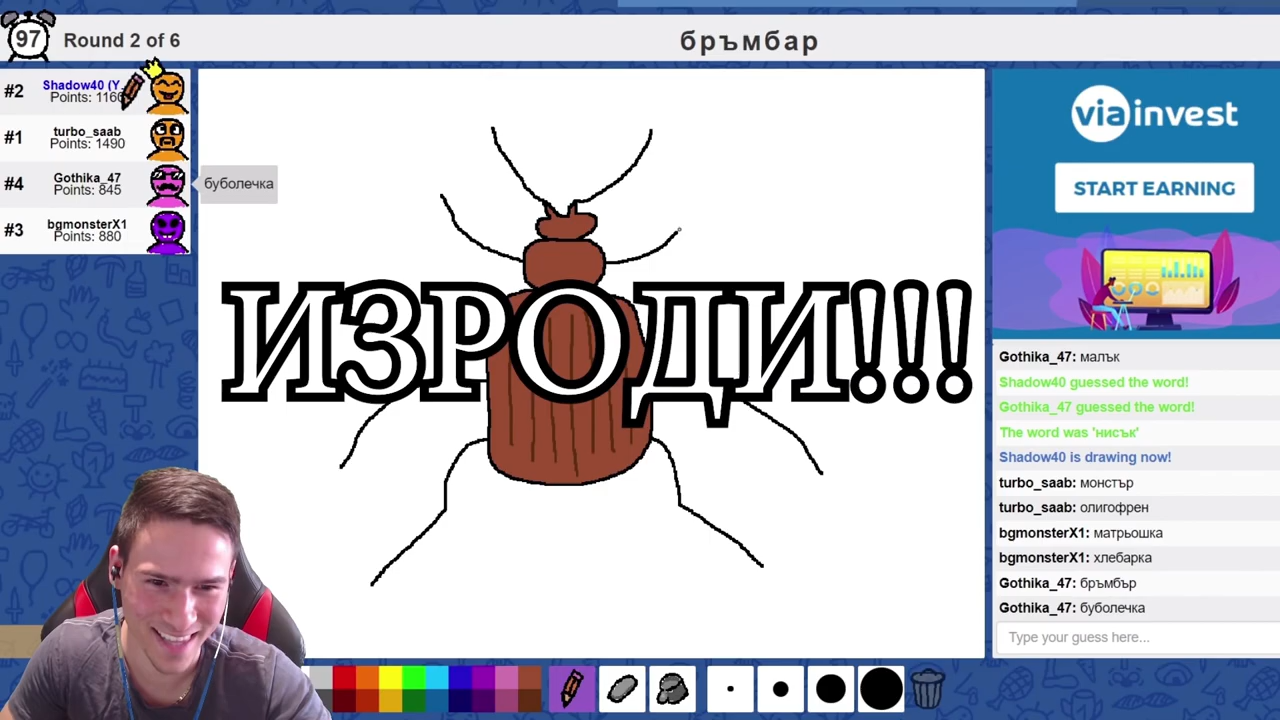 97
Round 2 of 6
бръмбар
#2
Shadow40 (Y
Points: 1166
#1
turbo_saab
Points: 1490
#4
Gothika_47
Points: 845
буболечка
#3
bgmonsterX1
Points: 880
ИЗРОДИ!!!
viainvest
START EARNING
Gothika_47: малък
Shadow40 guessed the word!
Gothika_47 guessed the word!
The word was 'нисък'
Shadow40 is drawing now!
turbo_saab: монстър
turbo_saab: олигофрен
bgmonsterX1: матрьошка
bgmonsterX1: хлебарка
Gothika_47: бръмбър
Gothika_47: буболечка
Type your guess here...